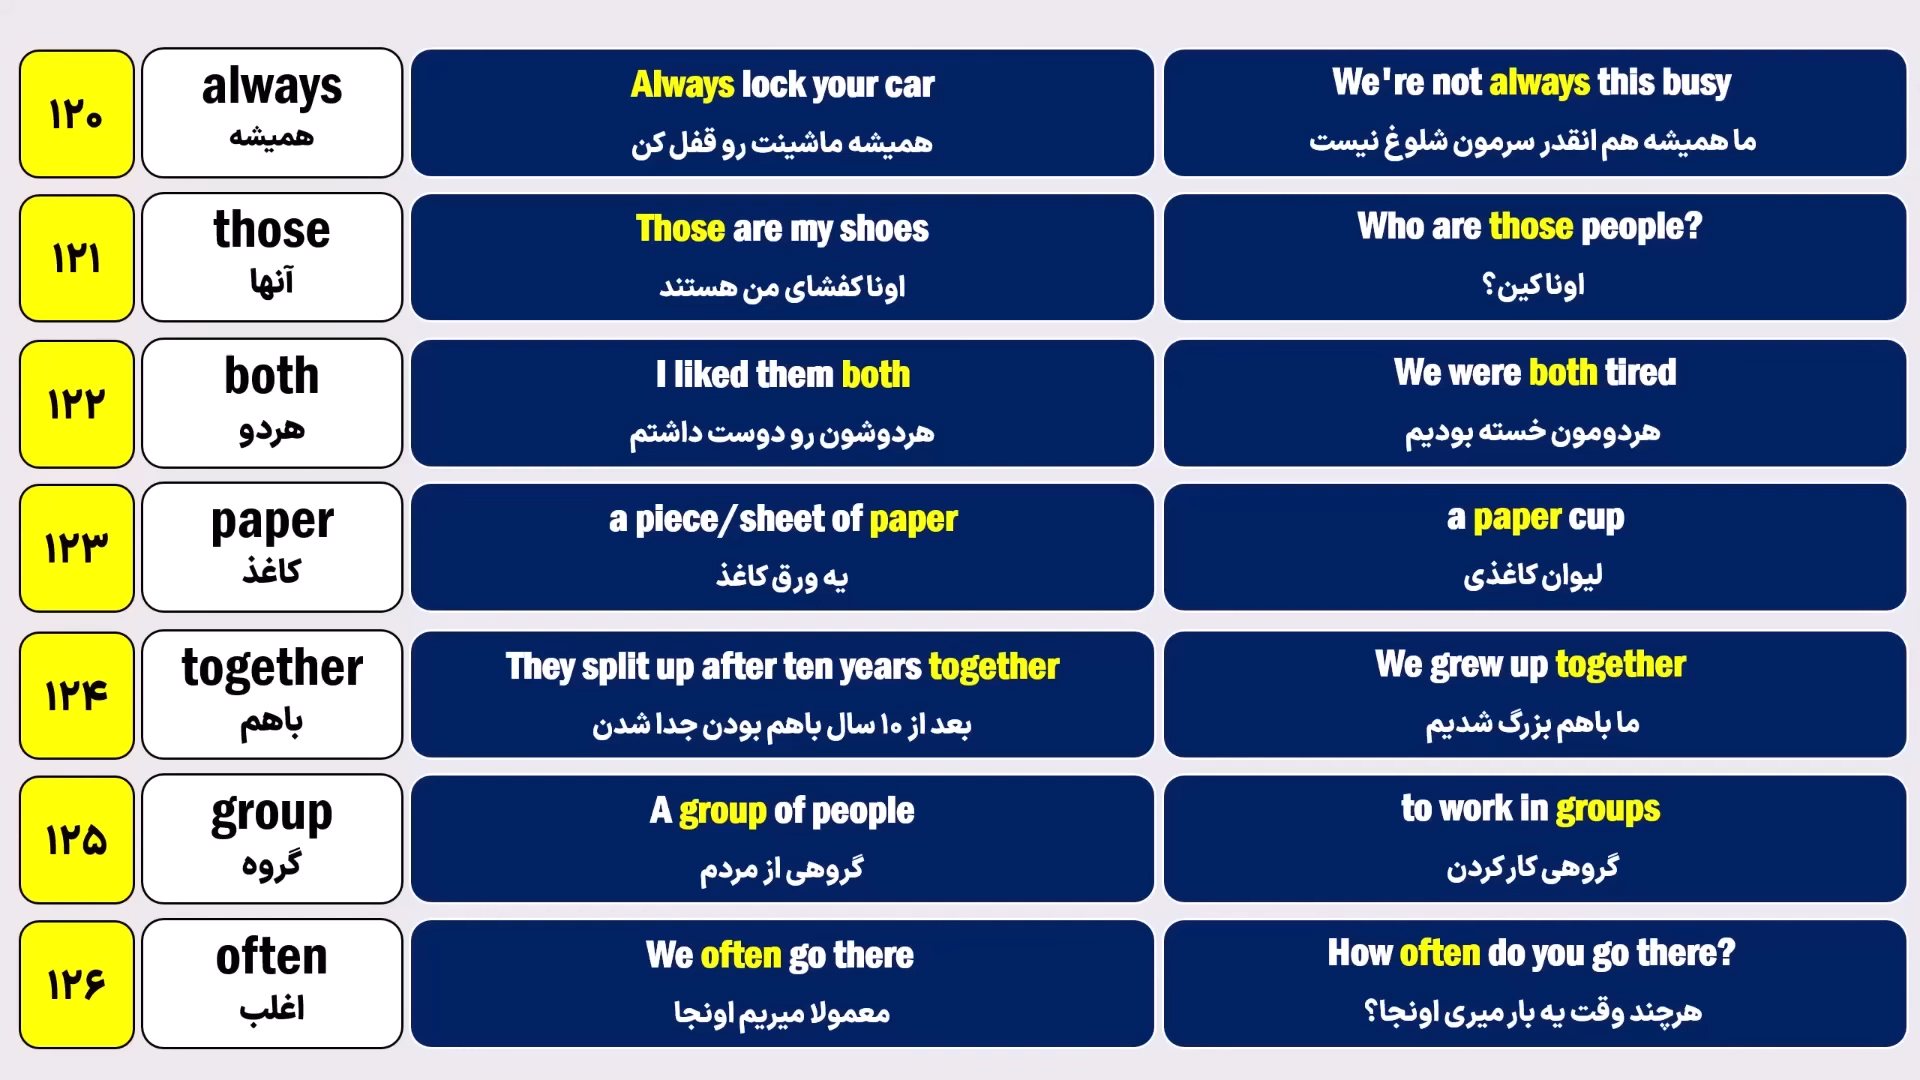 ۱۲۰
always
همیشه
Always lock your car
همیشه ماشینت رو قفل کن
We're not always this busy
ما همیشه هم انقدر سرمون شلوغ نیست
۱۲۱
those
آنها
Those are my shoes
اونا کفشای من هستند
Who are those people?
اونا کین؟
۱۲۲
both
هردو
I liked them both
هردوشون رو دوست داشتم
We were both tired
هردومون خسته بودیم
۱۲۳
paper
کاغذ
a piece/sheet of paper
یه ورق کاغذ
a paper cup
لیوان کاغذی
۱۲۴
together
باهم
They split up after ten years together
بعد از ۱۰ سال باهم بودن جدا شدن
We grew up together
ما باهم بزرگ شدیم
۱۲۵
group
گروه
A group of people
گروهی از مردم
to work in groups
گروهی کار کردن
۱۲۶
often
اغلب
We often go there
معمولا میریم اونجا
How often do you go there?
هرچند وقت یه بار میری اونجا؟